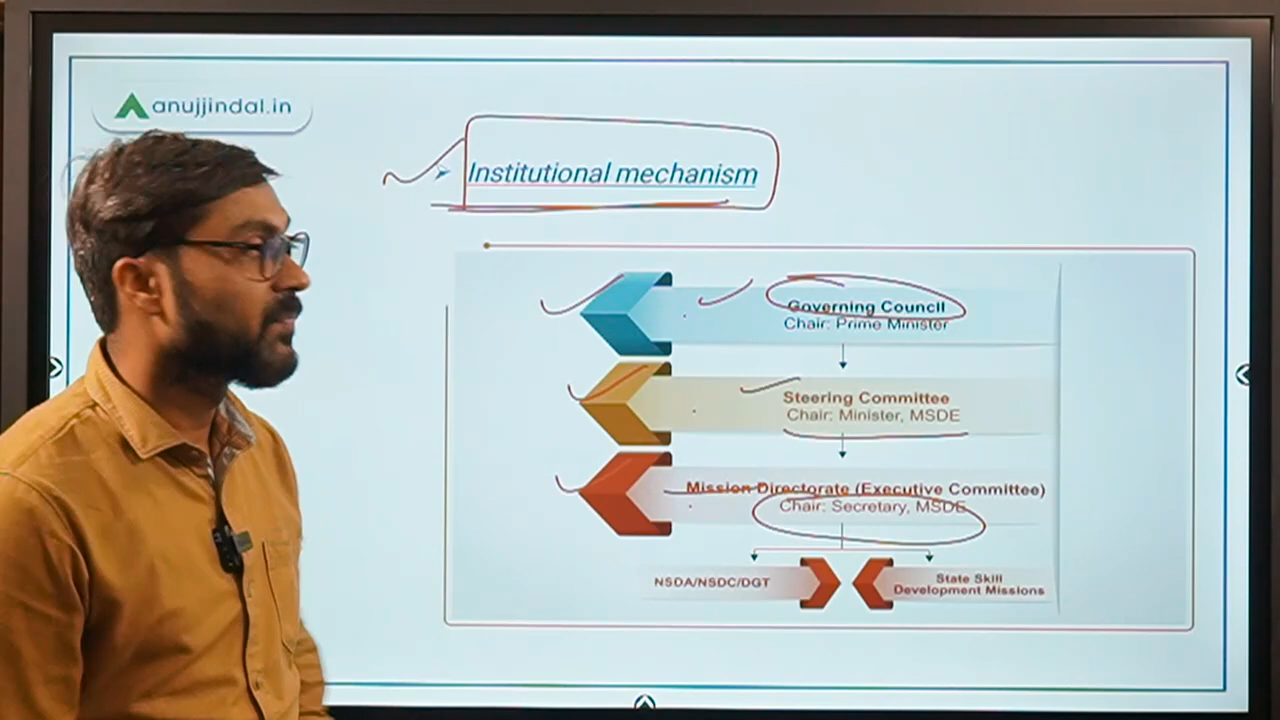 anujjindal.in
Institutional mechanism
Governing Council
Chair: Prime Minister
Steering Committee
Chair: Minister, MSDE
Mission Directorate (Executive Committee)
Chair: Secretary, MSDE
NSDA/NSDC/DGT
State Skill
Development Missions